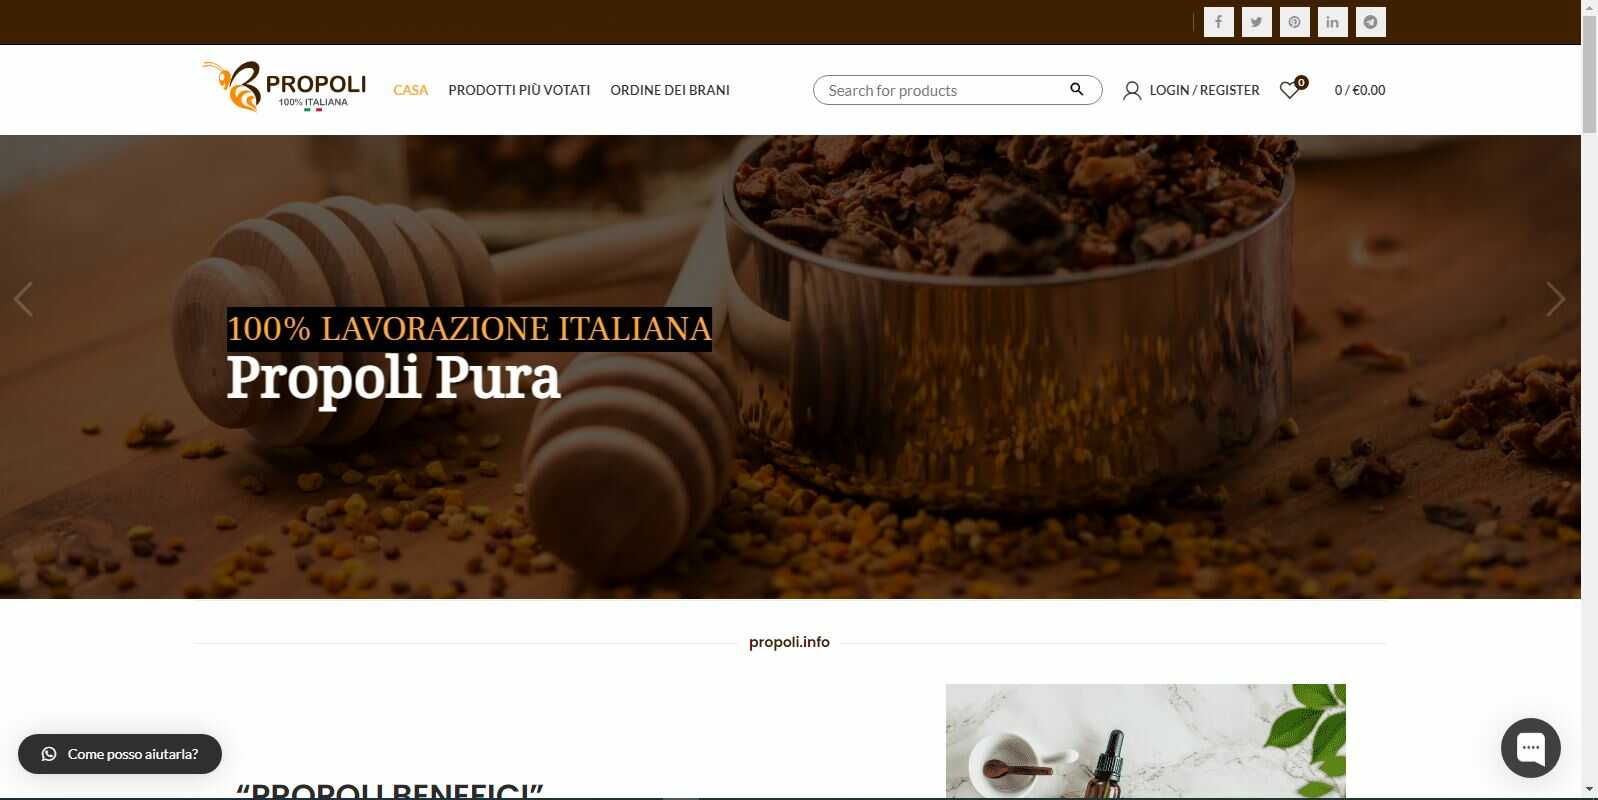 PROPOLI
100% ITALIANA
CASA
PRODOTTI PIÙ VOTATI
ORDINE DEI BRANI
Search for products
LOGIN / REGISTER
0
0 / €0.00
100% LAVORAZIONE ITALIANA
Propoli Pura
propoli.info
Come posso aiutarla?
“PROPOLI BENEFICI”